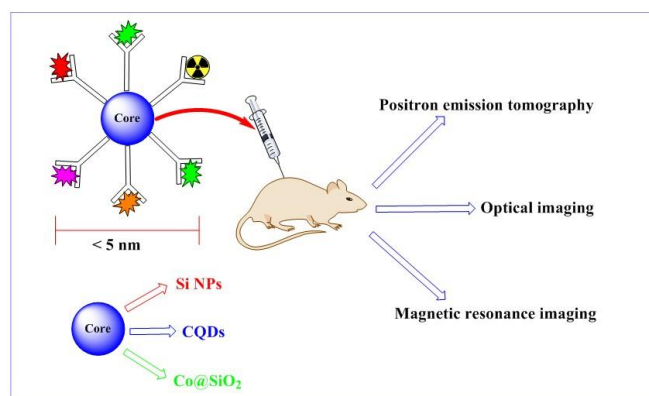 Core
Positron emission tomography
Optical imaging
< 5 nm
Si NPs
Magnetic resonance imaging
Core
CQDs
Co@SiO₂